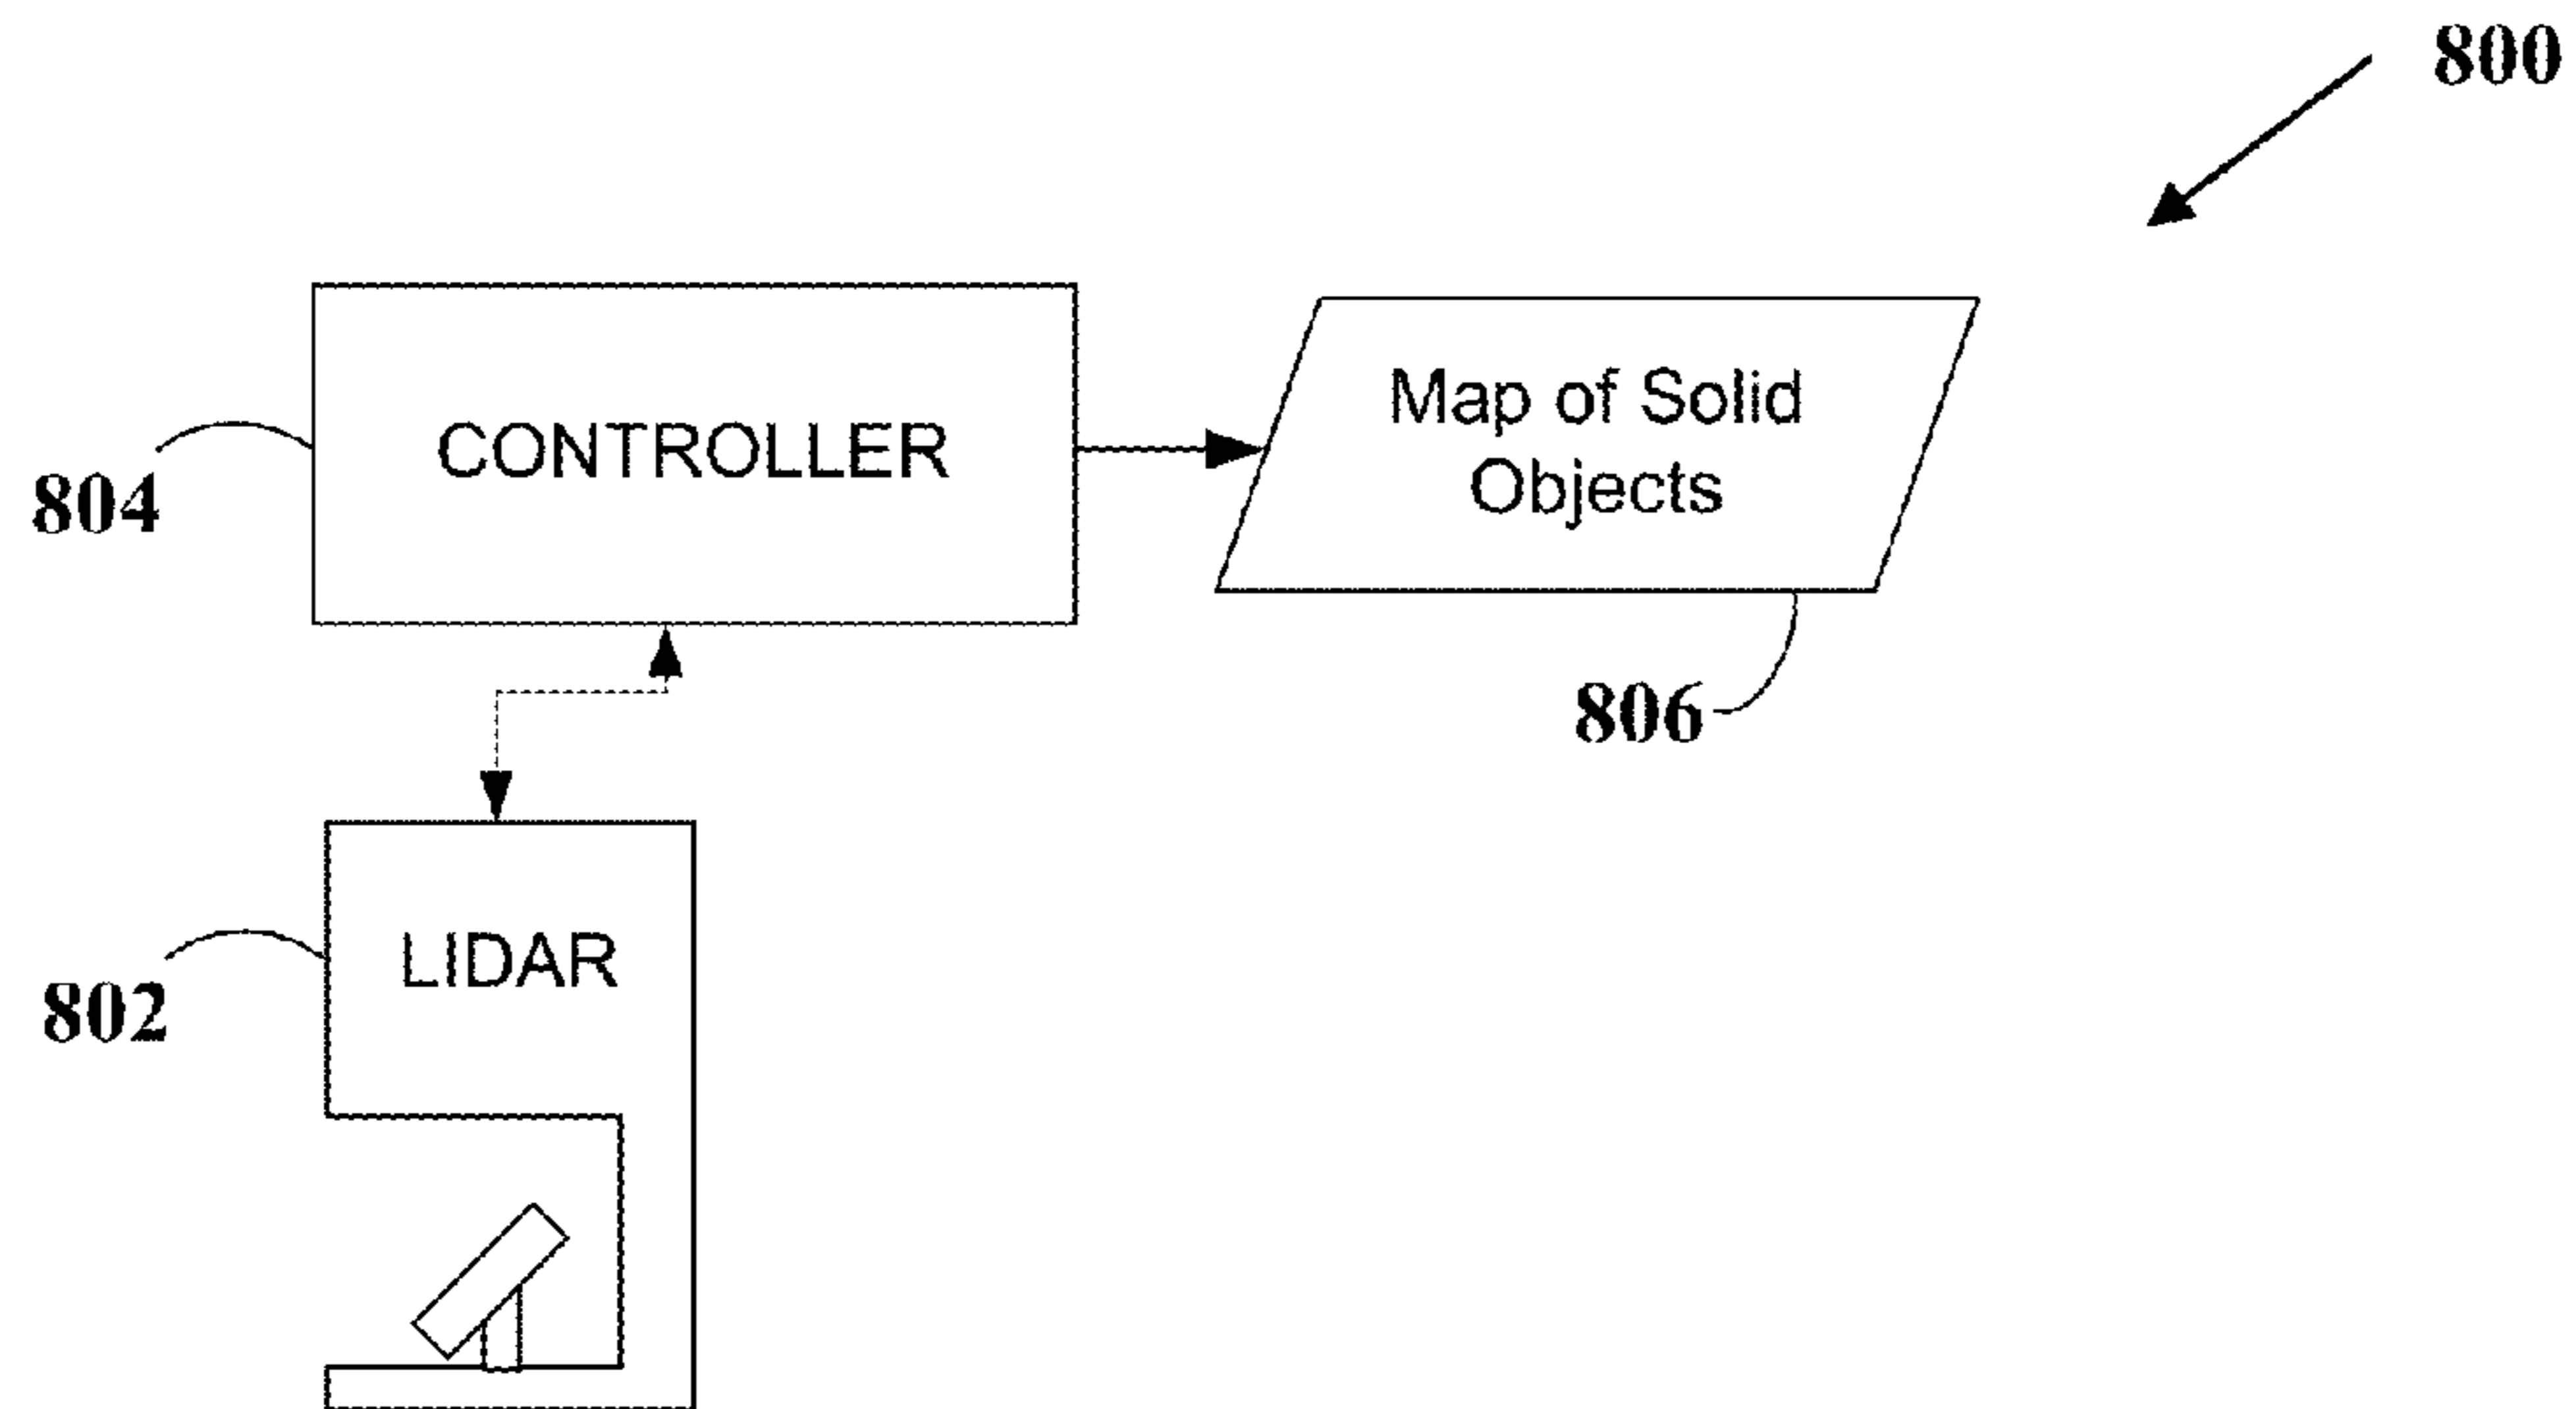 800
CONTROLLER
Map of Solid
Objects
804
806
LIDAR
802